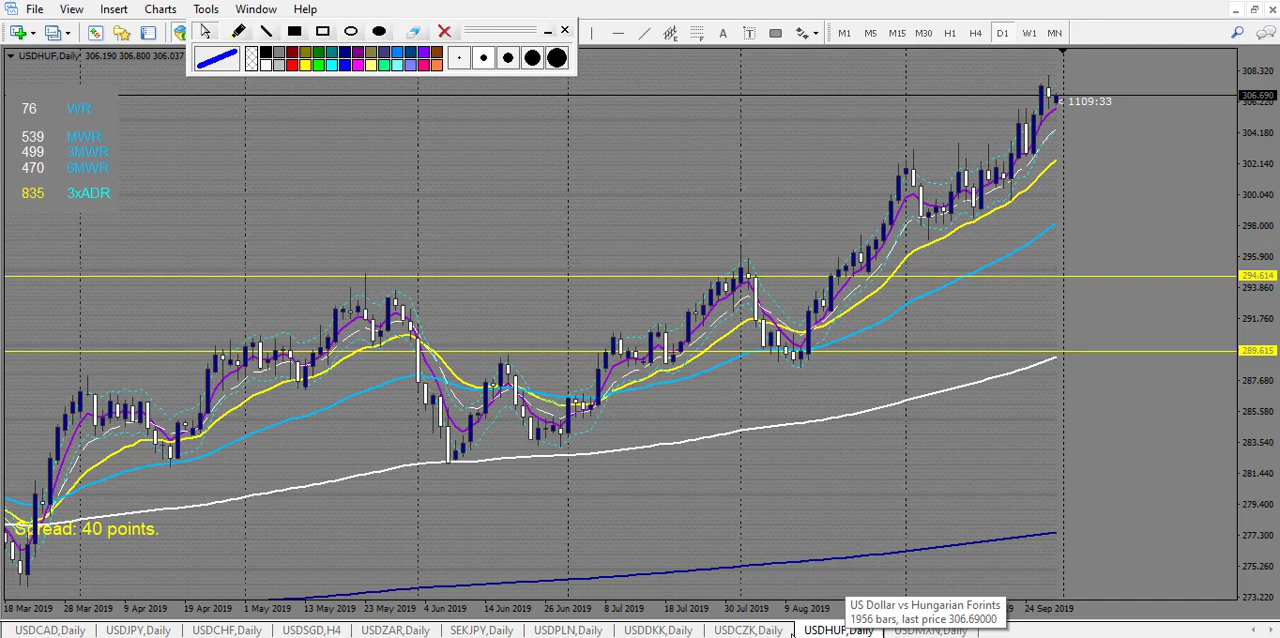 File View Insert Charts Tools Window Help
M1 M5 M15 M30 H1 H4 D1 W1 MN
USDHUF,Daily 306.190 306.800 306.037
76 WR
539 MWR
499 3MWR
470 6MWR
835 3xADR
1109:33
308.320
306.690
306.220
304.180
302.140
300.040
298.000
295.900
294.614
293.860
291.760
289.615
287.680
285.580
283.540
281.440
279.400
277.300
275.260
273.220
Spread: 40 points.
18 Mar 2019 28 Mar 2019 9 Apr 2019 19 Apr 2019 1 May 2019 13 May 2019 23 May 2019 4 Jun 2019 14 Jun 2019 26 Jun 2019 8 Jul 2019 18 Jul 2019 30 Jul 2019 9 Aug 2019 24 Sep 2019
US Dollar vs Hungarian Forints
1956 bars, last price 306.69000
USDCAD,Daily USDJPY,Daily USDCHF,Daily USDSGD,H4 USDZAR,Daily SEKJPY,Daily USDPLN,Daily USDDKK,Daily USDCZK,Daily USDHUF,Daily USDMXN,Daily